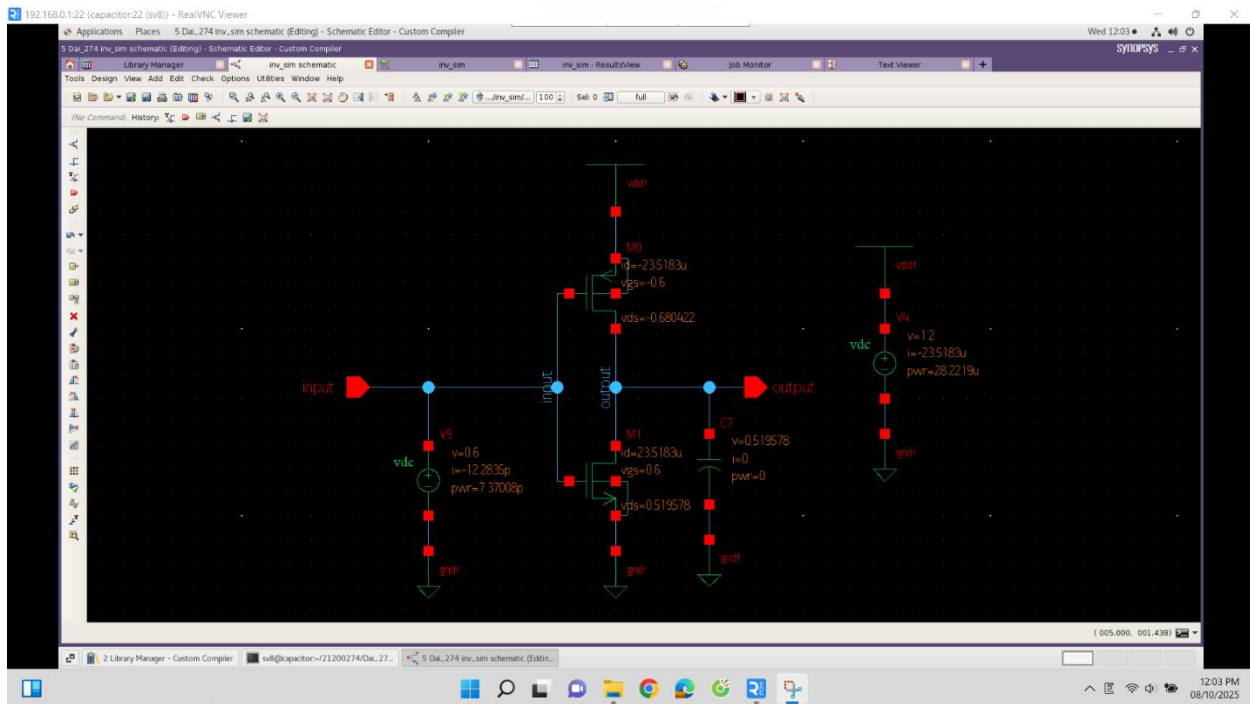 192.168.0.1:22 (capacitor:22 (sv8)) - RealVNC Viewer
Applications Places 5 Dai_274 inv_sim schematic (Editing) - Schematic Editor - Custom Compiler Wed 12:03
5 Dai_274 inv_sim schematic (Editing) - Schematic Editor - Custom Compiler SYNOPSYS
Library Manager inv_sim schematic inv_sim inv_sim - ResultsView Job Monitor Text Viewer
Tools Design View Add Edit Check Options Utilities Window Help
.../inv_sim/... 100 Sel: 0 full
(No Command) History:
vdd!
M0
id=-23.5183u
vgs=-0.6
vds=-0.680422
vdd!
V4
v=1.2
vdc
i=-23.5183u
pwr=28.2219u
gnd!
input
input
output
output
V9
v=0.6
vdc
i=-12.2835p
pwr=7.37008p
gnd!
M1
id=23.5183u
vgs=0.6
vds=0.519578
gnd!
C7
v=0.519578
i=0
pwr=0
gnd!
( 005.000, 001.438)
2 Library Manager - Custom Compiler sv8@capacitor:~/21200274/Dai_27... 5 Dai_274 inv_sim schematic (Editin...
12:03 PM
08/10/2025